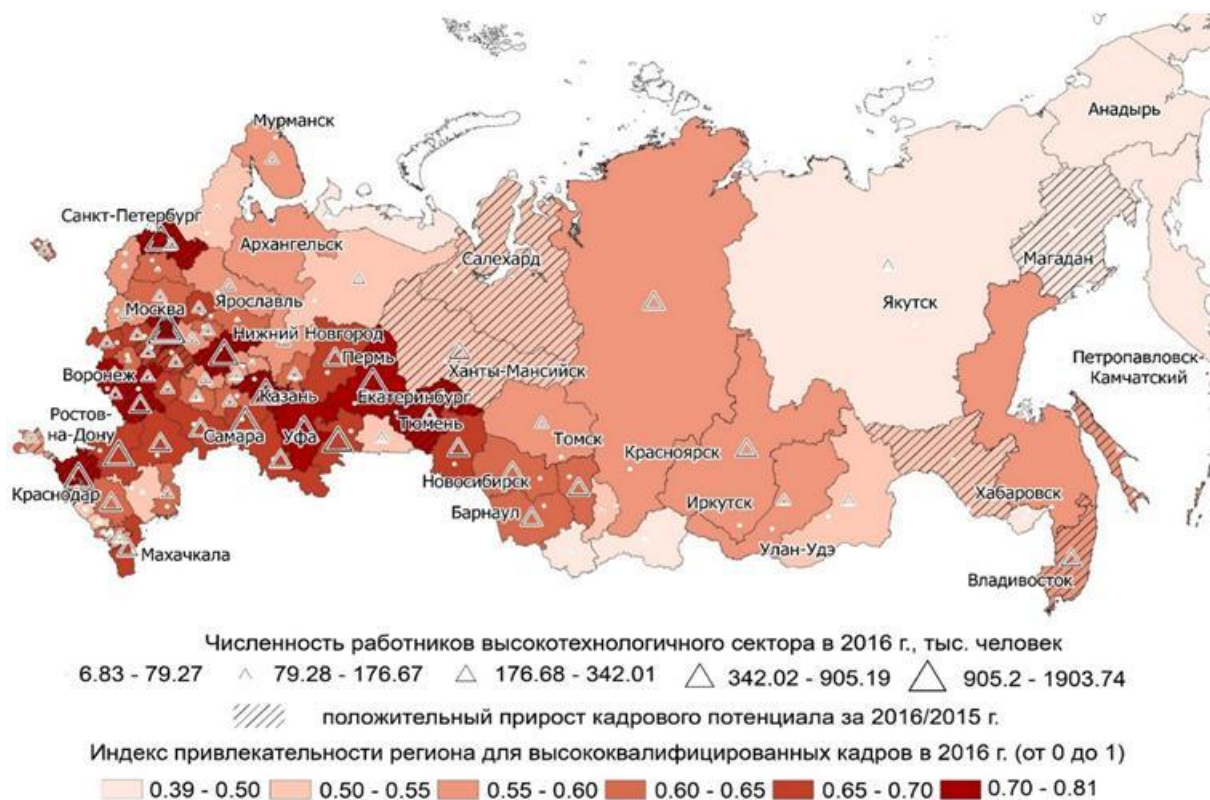 Мурманск
Анадырь
Санкт-Петербург
Архангельск
Салехард
Магадан
Якутск
Москва
Ярославль
Нижний Новгород
Пермь
Ханты-Мансийск
Петропавловск-
Камчатский
Воронеж
Казань
Екатеринбург
Ростов-
на-Дону
Самара
Уфа
Тюмень
Томск
Красноярск
Новосибирск
Хабаровск
Краснодар
Барнаул
Иркутск
Улан-Удэ
Махачкала
Владивосток
Численность работников высокотехнологичного сектора в 2016 г., тыс. человек
6.83 - 79.27 79.28 - 176.67 176.68 - 342.01 342.02 - 905.19 905.2 - 1903.74
положительный прирост кадрового потенциала за 2016/2015 г.
Индекс привлекательности региона для высококвалифицированных кадров в 2016 г. (от 0 до 1)
0.39 - 0.50 0.50 - 0.55 0.55 - 0.60 0.60 - 0.65 0.65 - 0.70 0.70 - 0.81